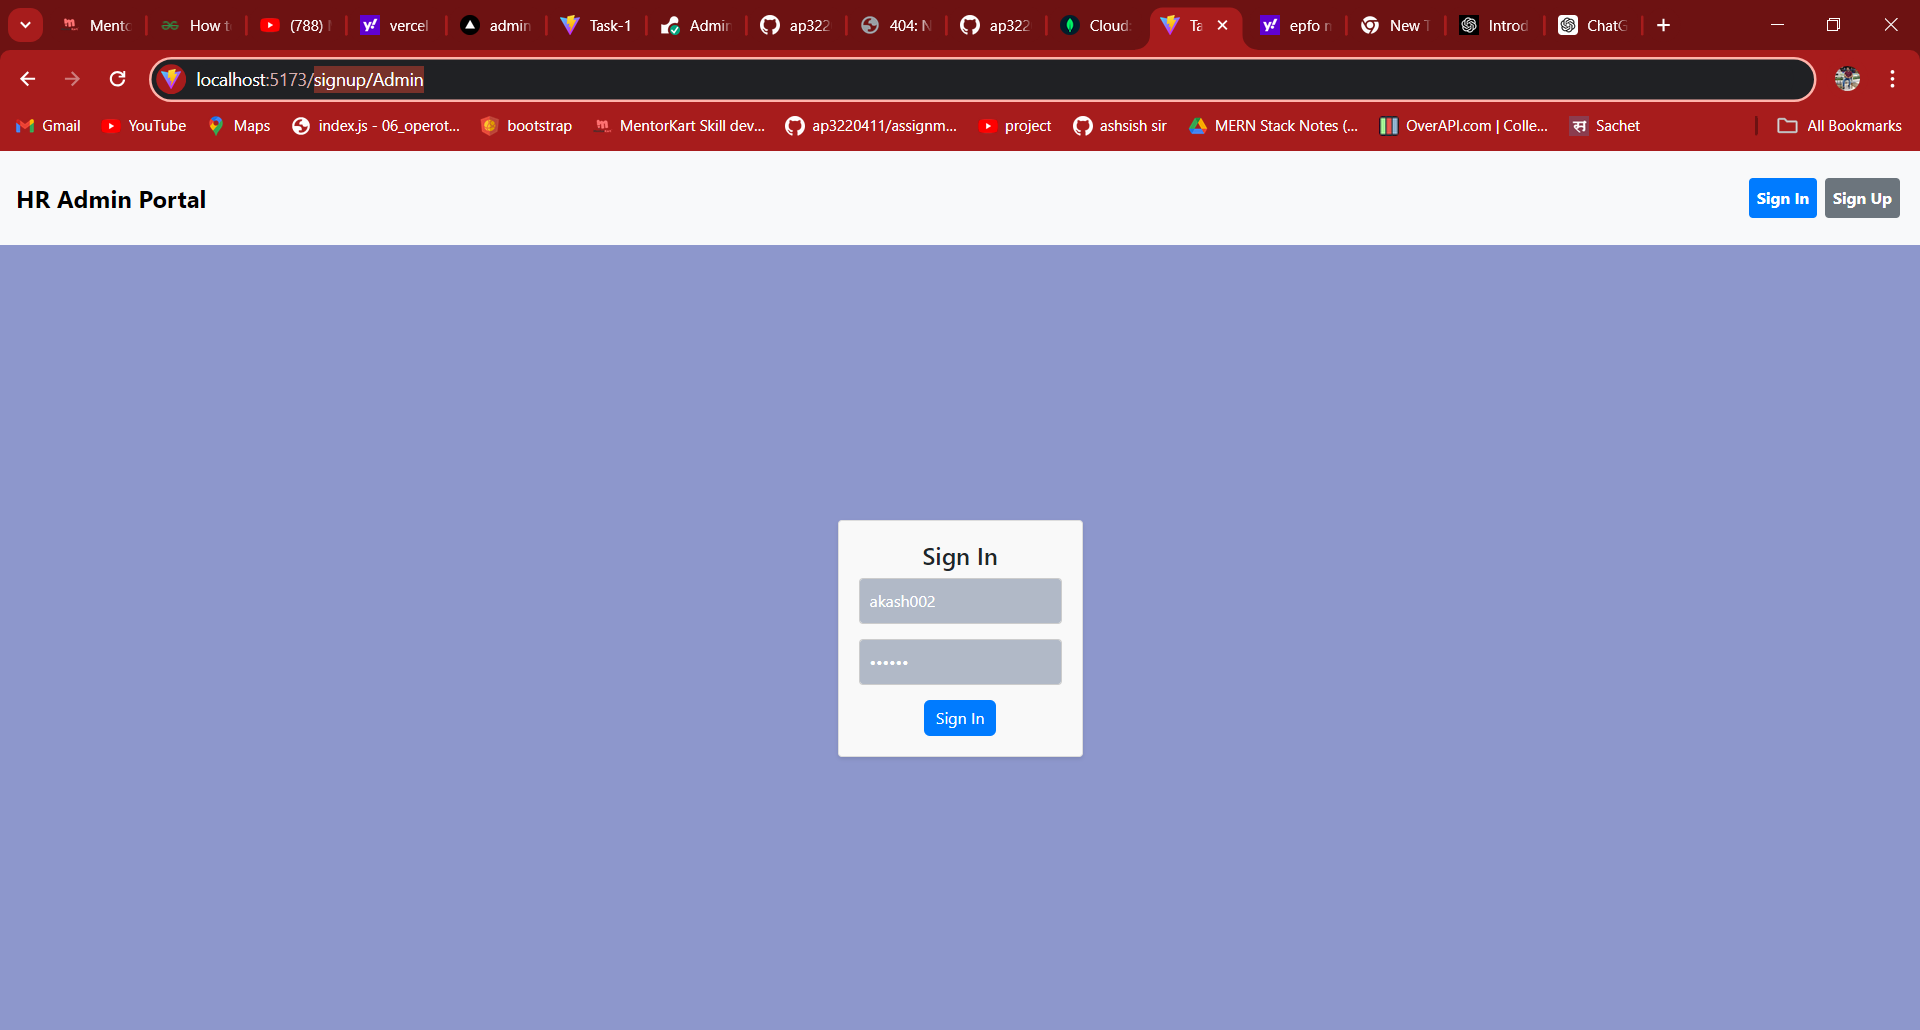 Mento How t (788) vercel admin Task-1 Admin ap322 404: N ap322 Cloud: Ta epfo n New T Introd ChatG
localhost:5173/signup/Admin
Gmail YouTube Maps index.js - 06_operot... bootstrap MentorKart Skill dev... ap3220411/assignm... project ashsish sir MERN Stack Notes (... OverAPI.com | Colle... Sachet All Bookmarks
HR Admin Portal Sign In Sign Up
Sign In
akash002
••••••
Sign In